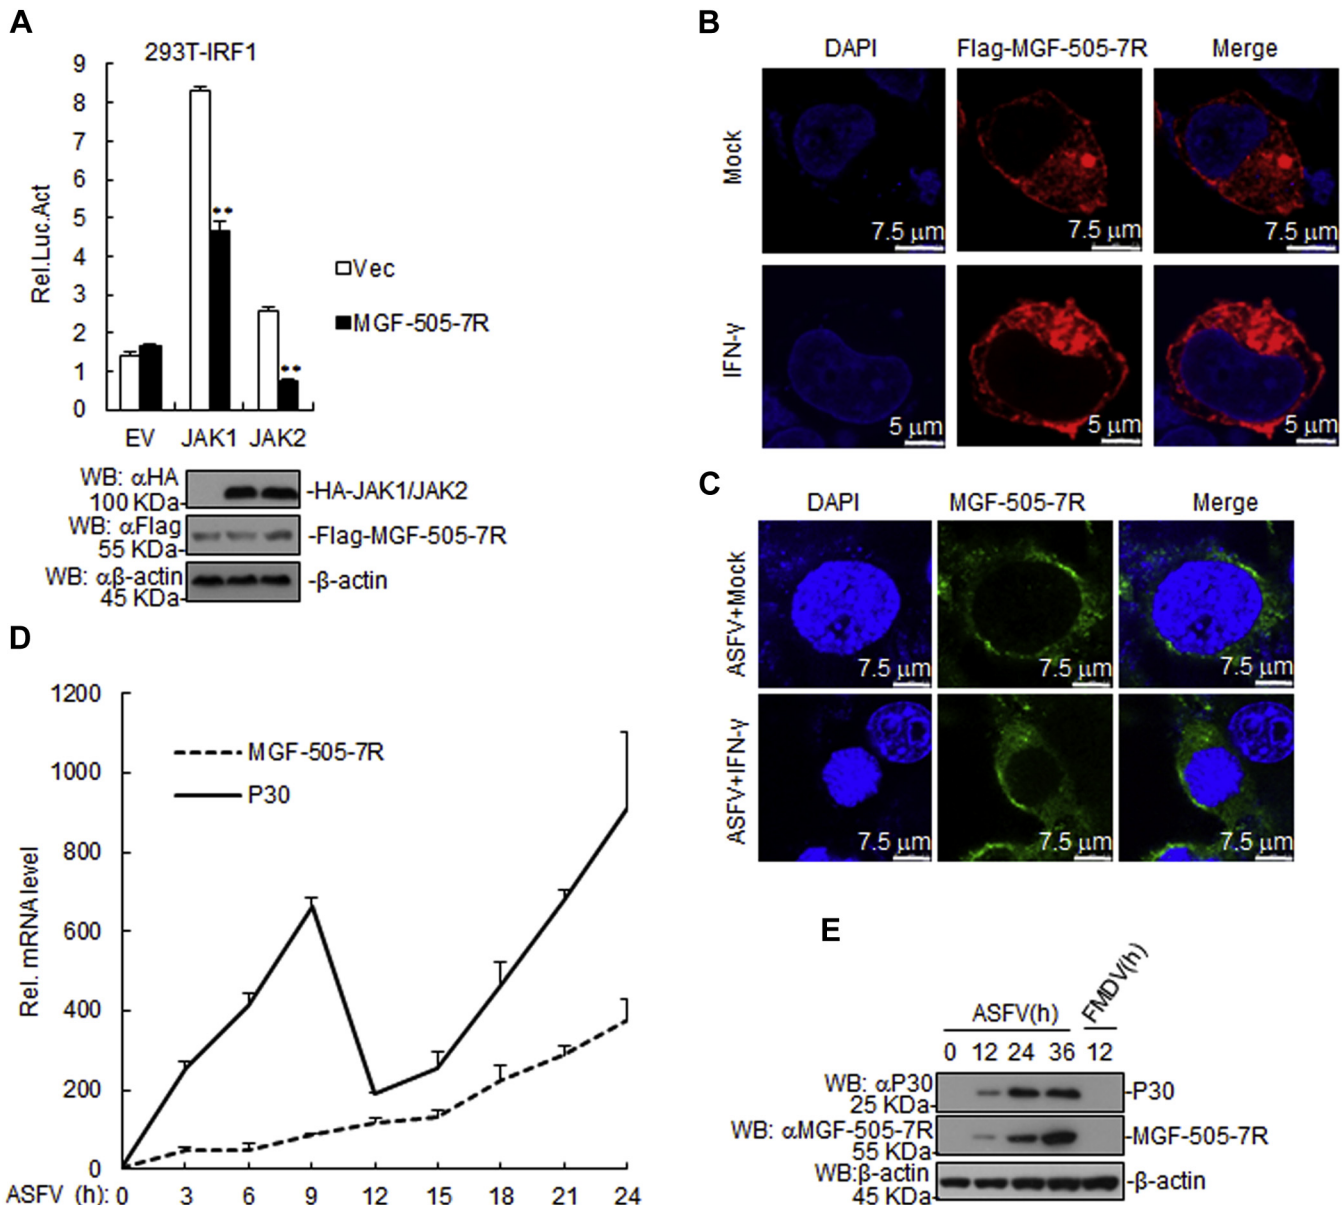 A
293T-IRF1
9
8
7
6
5
4
3
2
1
0
Rel.Luc.Act
**
**
Vec
MGF-505-7R
EV JAK1 JAK2
WB: αHA
100 KDa-
-HA-JAK1/JAK2
WB: αFlag
55 KDa-
-Flag-MGF-505-7R
WB: αβ-actin
45 KDa-
-β-actin
B
DAPI Flag-MGF-505-7R Merge
Mock
7.5 µm 7.5 µm 7.5 µm
IFN-γ
5 µm 5 µm 5 µm
C
DAPI MGF-505-7R Merge
ASFV+Mock
7.5 µm 7.5 µm 7.5 µm
ASFV+IFN-γ
7.5 µm 7.5 µm
D
1200
1000
800
600
400
200
0
Rel. mRNA level
MGF-505-7R
P30
ASFV (h): 0 3 6 9 12 15 18 21 24
E
ASFV(h) FMDV(h)
0 12 24 36 12
WB: αP30
25 KDa-
-P30
WB: αMGF-505-7R
55 KDa-
-MGF-505-7R
WB:β-actin
45 KDa-
-β-actin